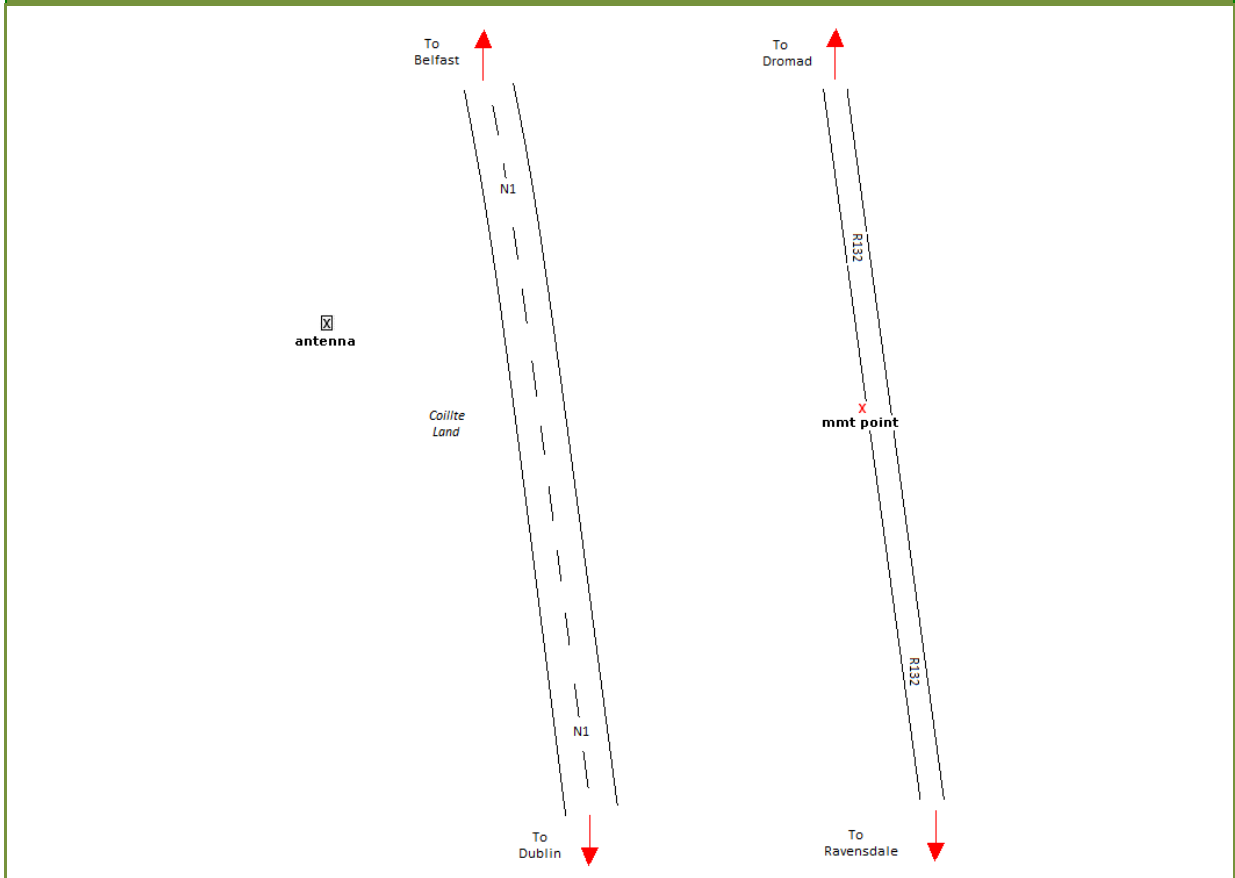 To
Belfast
To
Dromad
N1
R132
X
antenna
X
mmt point
Coillte
Land
R132
N1
To
Dublin
To
Ravensdale